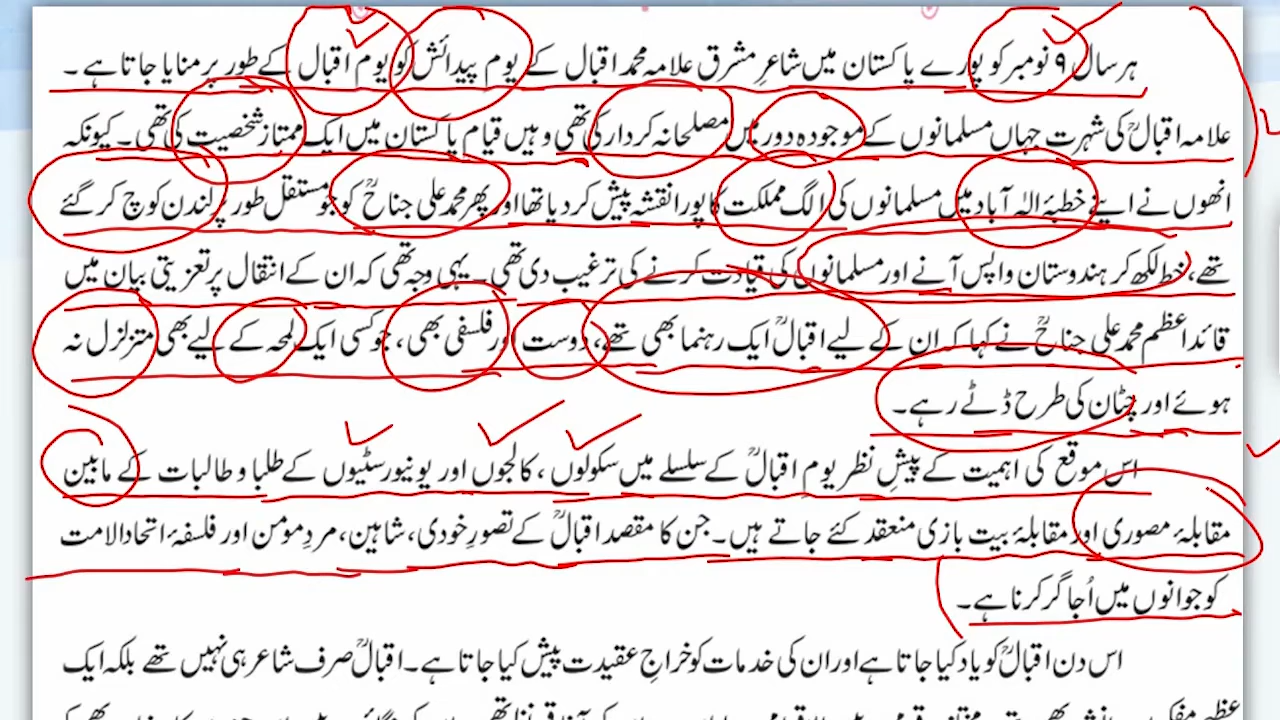 ہر سال ۹ نومبر کو پورے پاکستان میں شاعرِ مشرق علامہ محمد اقبال کے یوم پیدائش کو یوم اقبال کے طور پر منایا جاتا ہے۔
علامہ اقبالؒ کی شہرت جہاں مسلمانوں کے موجودہ دور میں مصلحانہ کردار کی تھی وہیں قیام پاکستان میں ایک ممتاز شخصیت کی تھی۔ کیونکہ
انھوں نے اپنے خطبۂ الہٰ آباد میں مسلمانوں کی الگ مملکت کا پورا نقشہ پیش کر دیا تھا اور پھر محمد علی جناحؒ کو جو مستقل طور پر لندن کوچ کر گئے
تھے، خط لکھ کر ہندوستان واپس آنے اور مسلمانوں کی قیادت کرنے کی ترغیب دی تھی۔ یہی وجہ تھی کہ ان کے انتقال پر تعزیتی بیان میں
قائد اعظم محمد علی جناحؒ نے کہا کہ ان کے لیے اقبالؒ ایک رہنما بھی تھے، دوست اور فلسفی بھی، جو کسی ایک لمحہ کے لیے بھی متزلزل نہ
ہوئے اور چٹان کی طرح ڈٹے رہے۔
اس موقع کی اہمیت کے پیشِ نظر یومِ اقبالؒ کے سلسلے میں سکولوں، کالجوں اور یونیورسٹیوں کے طلبا و طالبات کے مابین
مقابلۂ مصوری اور مقابلۂ بیت بازی منعقد کئے جاتے ہیں۔ جن کا مقصد اقبالؒ کے تصورِ خودی، شاہین، مردِ مومن اور فلسفۂ اتحاد الامت
کو جوانوں میں اُجاگر کرنا ہے۔
اس دن اقبالؒ کو یاد کیا جاتا ہے اور ان کی خدمات کو خراجِ عقیدت پیش کیا جاتا ہے۔ اقبالؒ صرف شاعر ہی نہیں تھے بلکہ ایک